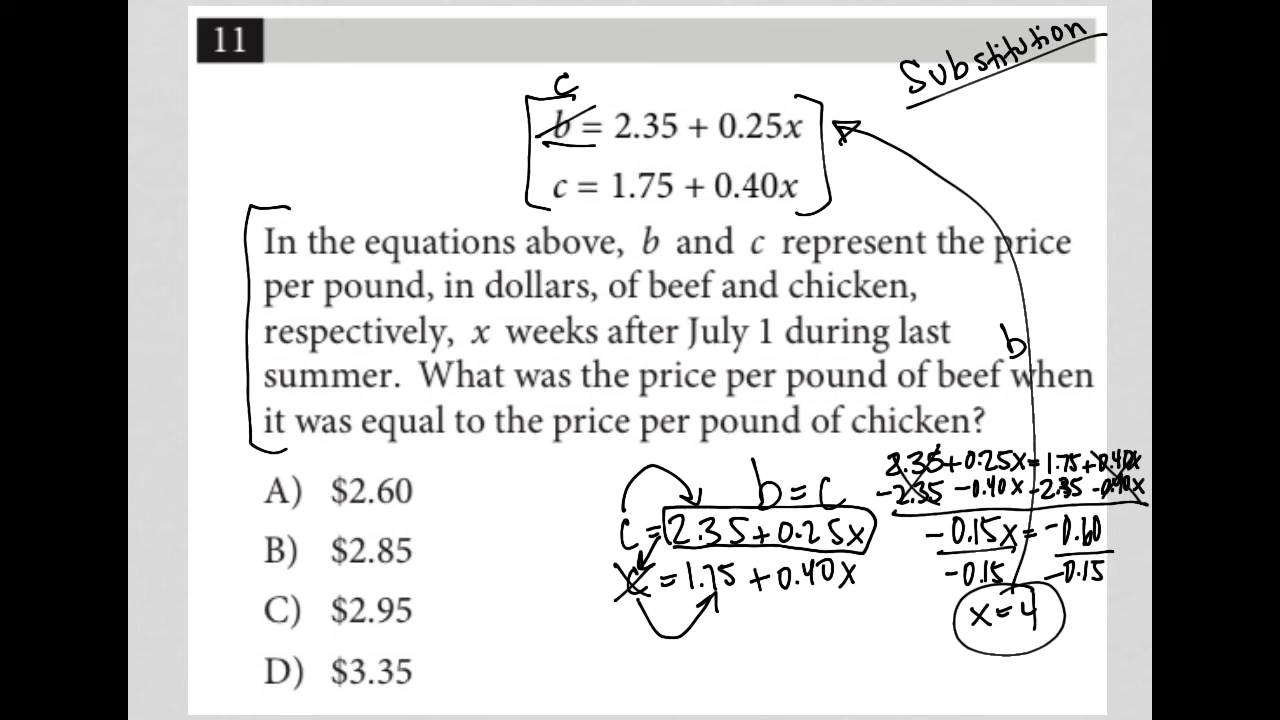 11
Substitution
c
b = 2.35 + 0.25x
c = 1.75 + 0.40x
In the equations above, b and c represent the price
per pound, in dollars, of beef and chicken,
respectively, x weeks after July 1 during last
summer. What was the price per pound of beef when
it was equal to the price per pound of chicken?
b
A) $2.60
B) $2.85
C) $2.95
D) $3.35
b = c
c = 2.35 + 0.25x
c = 1.75 + 0.40x
2.35 + 0.25x = 1.75 + 0.40x
-2.35 -0.40x -2.35 -0.40x
-0.15x = -0.60
-0.15 -0.15
x = 4